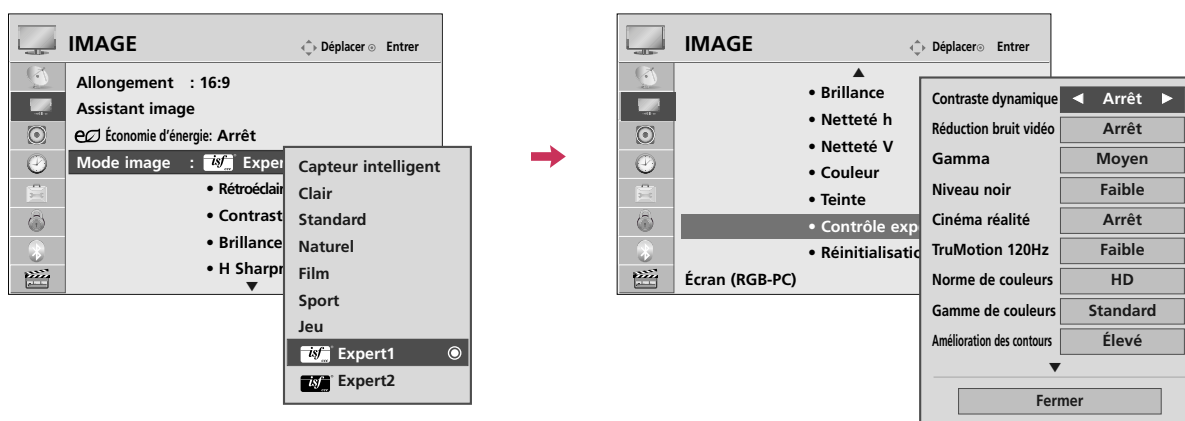 IMAGE
Déplacer
Entrer
Allongement : 16:9
Assistant image
Économie d'énergie: Arrêt
Mode image : isf Exper
• Rétroéclair
• Contrast
• Brillance
• H Sharpr
Capteur intelligent
Clair
Standard
Naturel
Film
Sport
Jeu
isf Expert1
isf Expert2
IMAGE
Déplacer
Entrer
• Brillance
• Netteté h
• Netteté V
• Couleur
• Teinte
• Contrôle exp
• Réinitialisatio
Écran (RGB-PC)
Contraste dynamique ◄ Arrêt ►
Réduction bruit vidéo Arrêt
Gamma Moyen
Niveau noir Faible
Cinéma réalité Arrêt
TruMotion 120Hz Faible
Norme de couleurs HD
Gamme de couleurs Standard
Amélioration des contours Élevé
Fermer